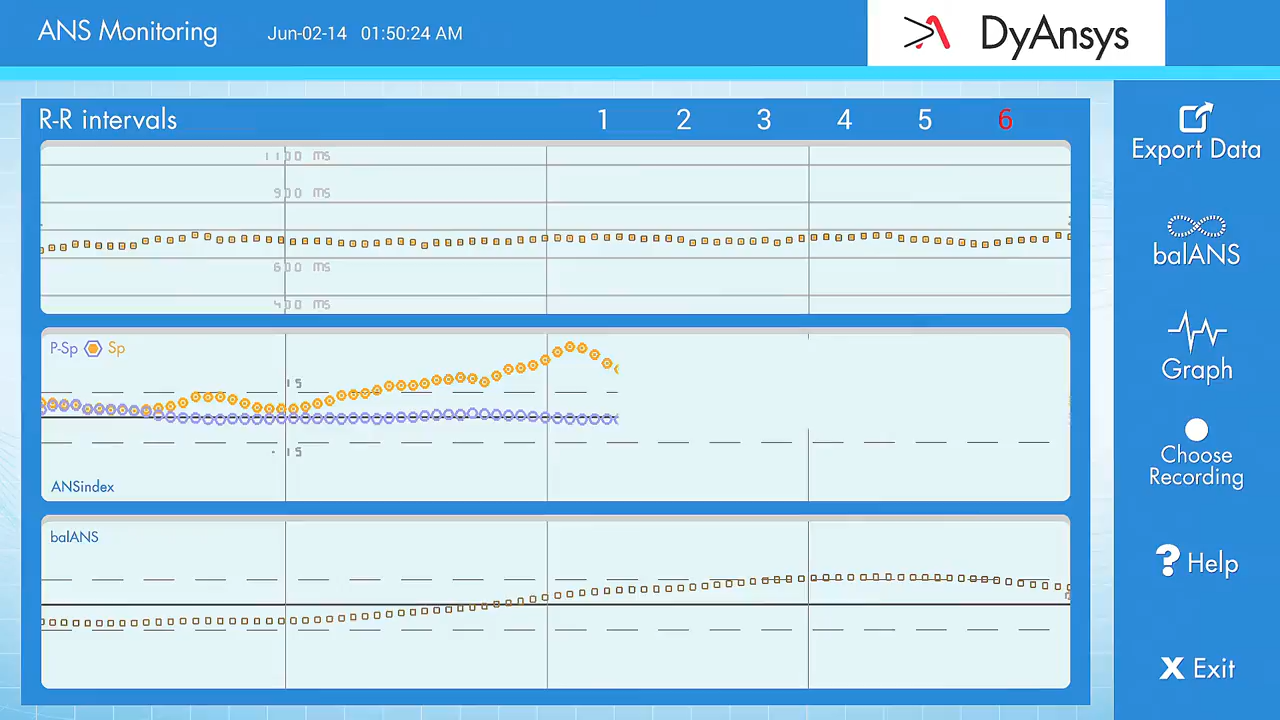 ANS Monitoring Jun-02-14 01:50:24 AM
DyAnsys
R-R intervals 1 2 3 4 5 6
1100 ms
900 ms
600 ms
400 ms
P-Sp Sp
15
-15
ANSindex
balANS
Export Data
balANS
Graph
Choose
Recording
? Help
X Exit